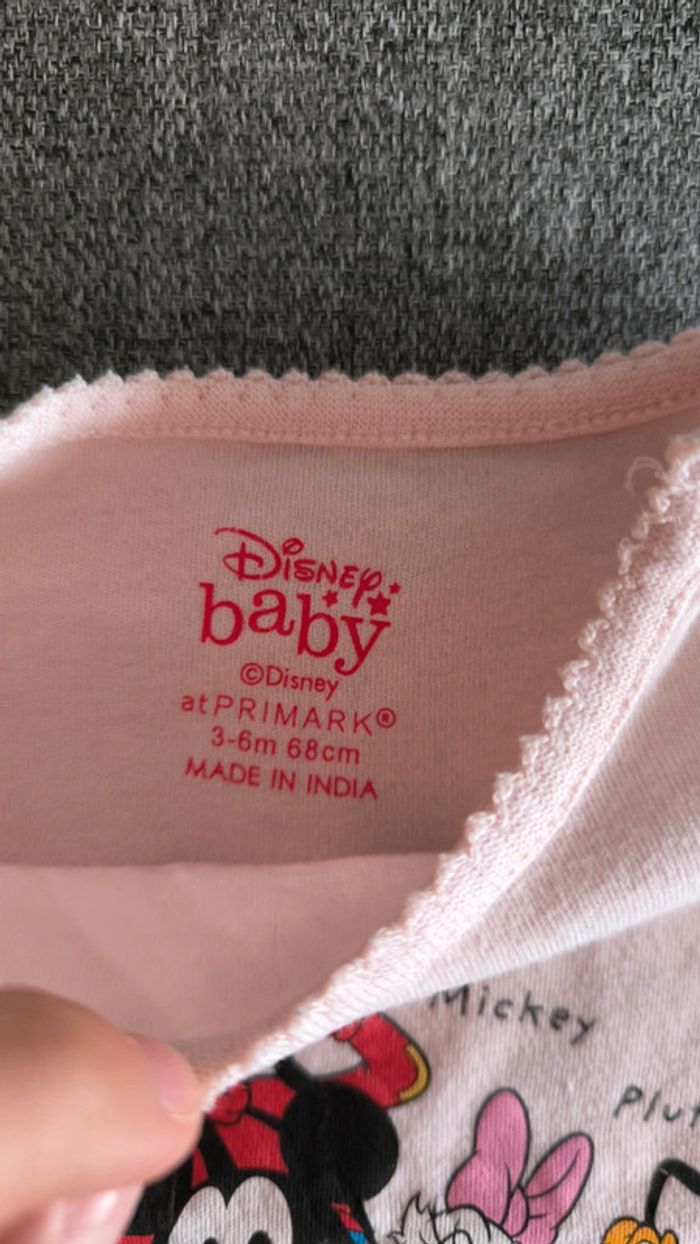 Disney
baby
©Disney
at PRIMARK®
3-6m 68cm
MADE IN INDIA
Mickey